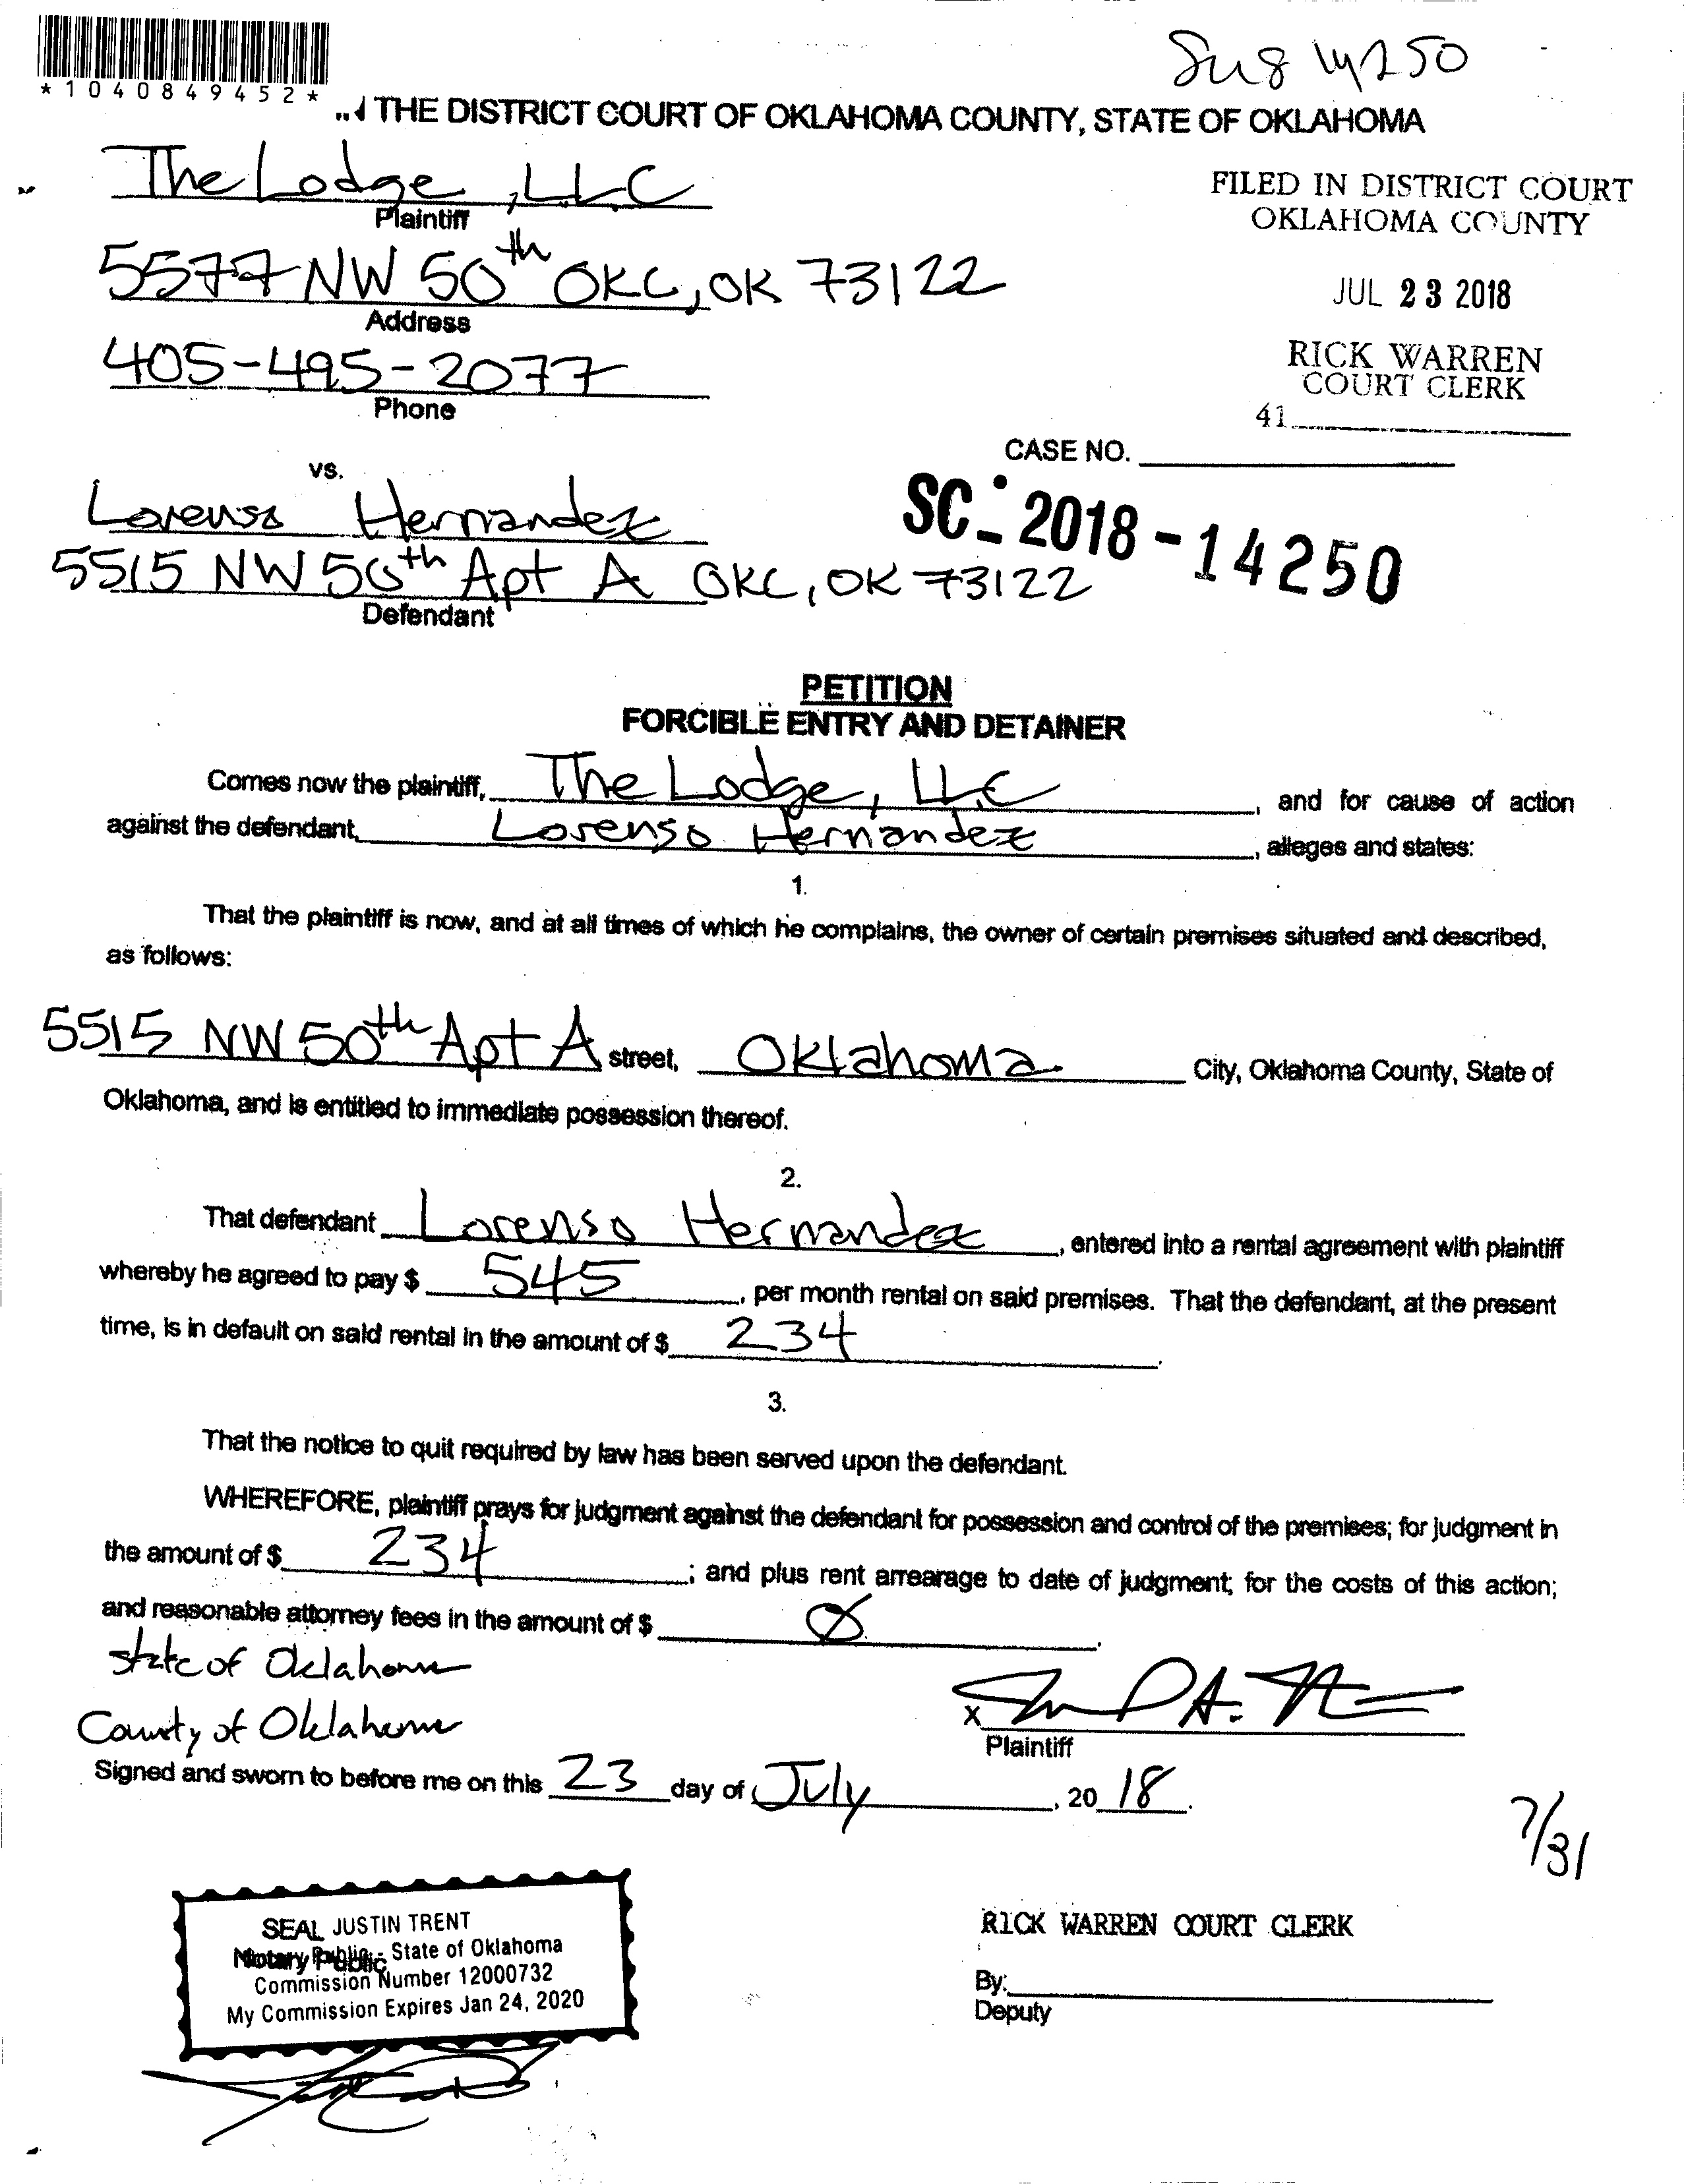 *1040849452*
THE DISTRICT COURT OF OKLAHOMA COUNTY, STATE OF OKLAHOMA
The Lodge, LLC
Plaintiff
5577 NW 50th OKC, OK 73122
Address
405-495-2077
Phone
FILED IN DISTRICT COURT
OKLAHOMA COUNTY
JUL 23 2018
RICK WARREN
COURT CLERK
41
CASE NO.
SC-2018-14250
vs.
Lorenso Hernandez
5515 NW 50th Apt A OKC, OK 73122
Defendant
PETITION
FORCIBLE ENTRY AND DETAINER
Comes now the plaintiff, The Lodge, LLC, and for cause of action
against the defendant, Lorenso Hernandez, alleges and states:
1.
That the plaintiff is now, and at all times of which he complains, the owner of certain premises situated and described,
as follows:
5515 NW 50th Apt A street, Oklahoma City, Oklahoma County, State of
Oklahoma, and is entitled to immediate possession thereof.
2.
That defendant Lorenso Hernandez, entered into a rental agreement with plaintiff
whereby he agreed to pay $ 545, per month rental on said premises. That the defendant, at the present
time, is in default on said rental in the amount of $ 234.
3.
That the notice to quit required by law has been served upon the defendant.
WHEREFORE, plaintiff prays for judgment against the defendant for possession and control of the premises; for judgment in
the amount of $ 234; and plus rent arrearage to date of judgment; for the costs of this action;
and reasonable attorney fees in the amount of $ Ø.
State of Oklahoma
County of Oklahoma
X
Plaintiff
Signed and sworn to before me on this 23 day of July, 20 18.
7/31
SEAL JUSTIN TRENT
Notary Public - State of Oklahoma
Notary Public
Commission Number 12000732
My Commission Expires Jan 24, 2020
RICK WARREN COURT CLERK
By:
Deputy